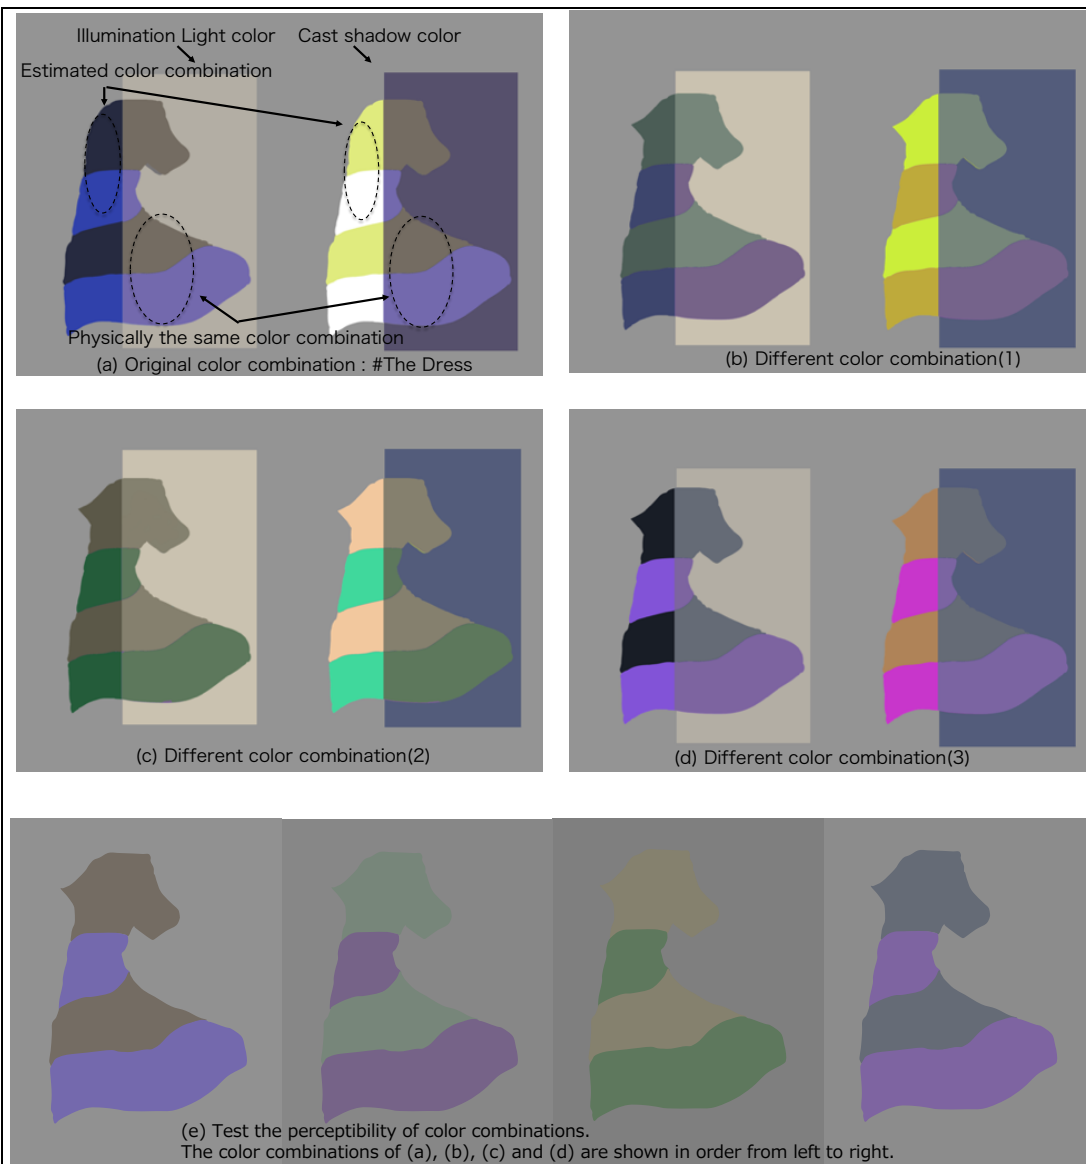 Illumination Light color
Cast shadow color
Estimated color combination
Physically the same color combination
(a) Original color combination : #The Dress
(b) Different color combination(1)
(c) Different color combination(2)
(d) Different color combination(3)
(e) Test the perceptibility of color combinations.
The color combinations of (a), (b), (c) and (d) are shown in order from left to right.